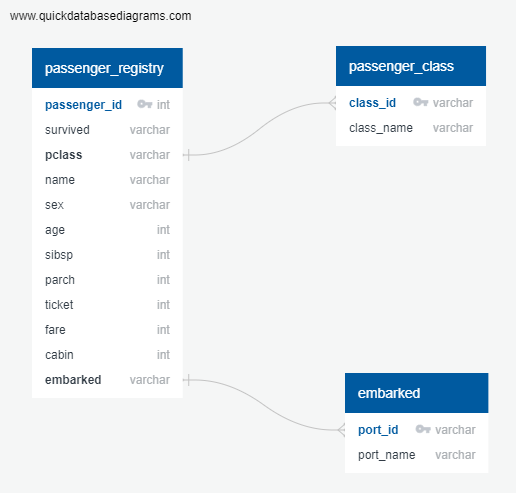 www.quickdatabasediagrams.com
passenger_registry
passenger_id int
survived varchar
pclass varchar
name varchar
sex varchar
age int
sibsp int
parch int
ticket int
fare int
cabin int
embarked varchar
passenger_class
class_id varchar
class_name varchar
embarked
port_id varchar
port_name varchar